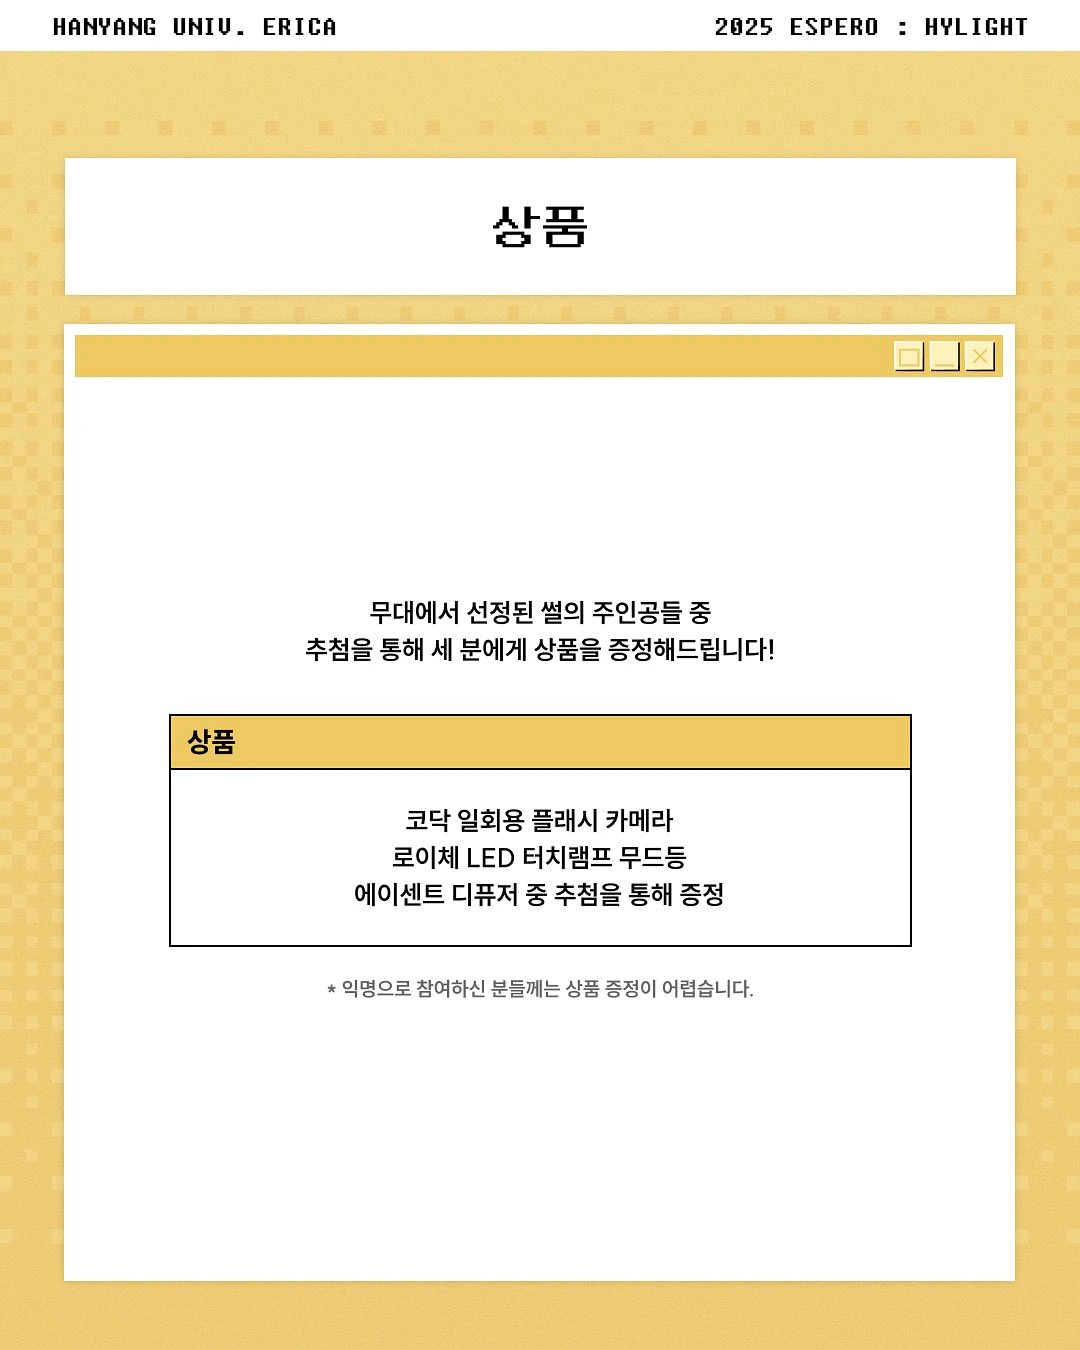 HANYANG UNIV. ERICA
2025 ESPERO : HYLIGHT
상품
무대에서 선정된 썰의 주인공들 중
추첨을 통해 세 분에게 상품을 증정해드립니다!
상품
코닥 일회용 플래시 카메라
로이체 LED 터치램프 무드등
에이센트 디퓨저 중 추첨을 통해 증정
* 익명으로 참여하신 분들께는 상품 증정이 어렵습니다.